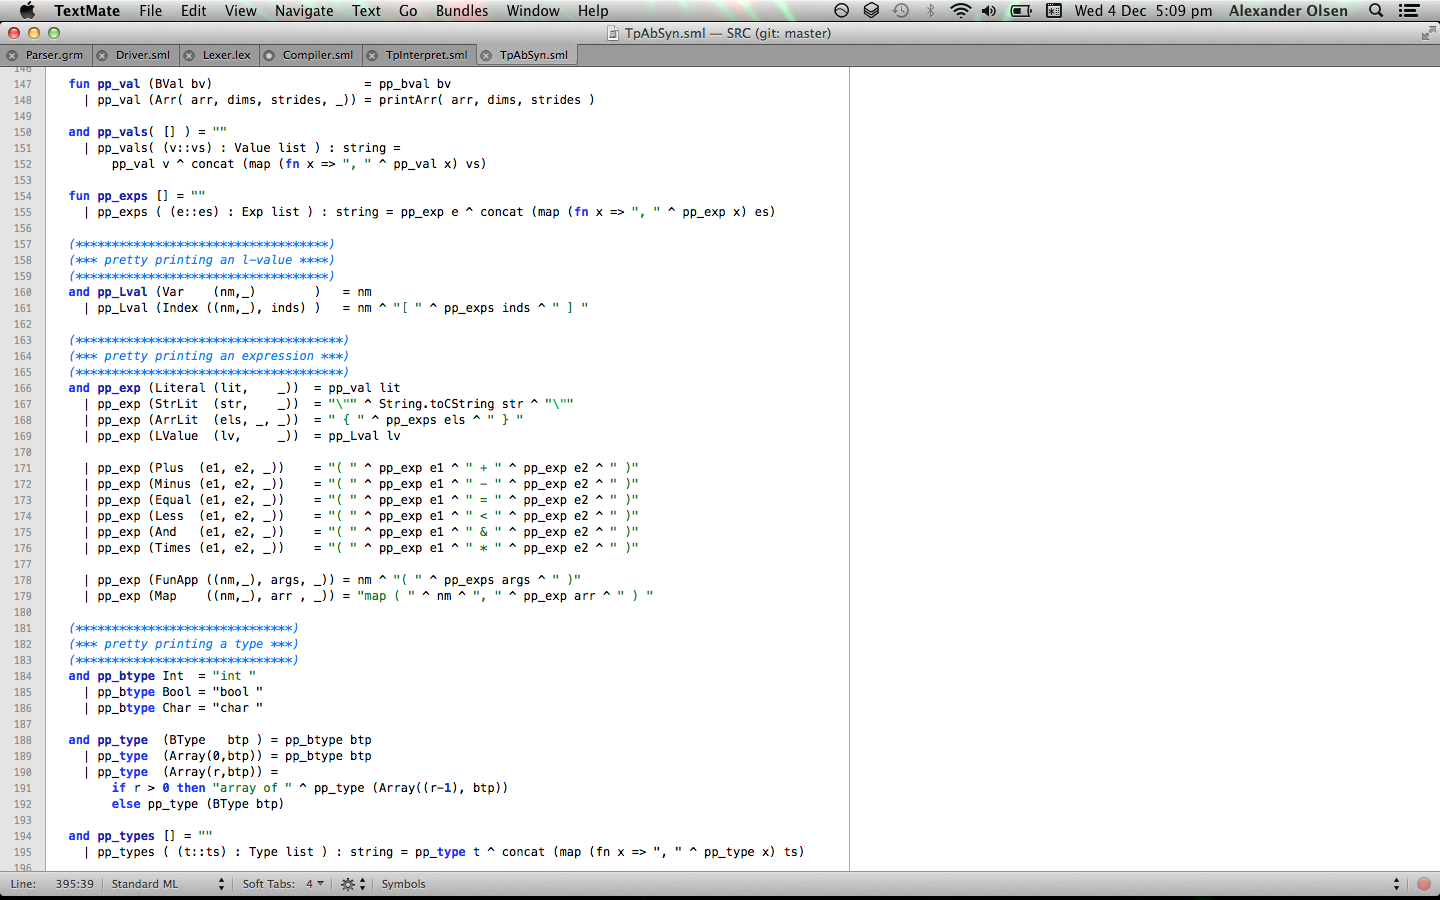 TextMate File Edit View Navigate Text Go Bundles Window Help Wed 4 Dec 5:09 pm Alexander Olsen
TpAbSyn.sml — SRC (git: master)
Parser.grm Driver.sml Lexer.lex Compiler.sml TpInterpret.sml TpAbSyn.sml
146
147 fun pp_val (BVal bv) = pp_bval bv
148 | pp_val (Arr( arr, dims, strides, _)) = printArr( arr, dims, strides )
149
150 and pp_vals( [] ) = ""
151 | pp_vals( (v::vs) : Value list ) : string =
152 pp_val v ^ concat (map (fn x => ", " ^ pp_val x) vs)
153
154 fun pp_exps [] = ""
155 | pp_exps ( (e::es) : Exp list ) : string = pp_exp e ^ concat (map (fn x => ", " ^ pp_exp x) es)
156
157 (***********************************)
158 (*** pretty printing an l-value ****)
159 (***********************************)
160 and pp_Lval (Var (nm,_) ) = nm
161 | pp_Lval (Index ((nm,_), inds) ) = nm ^ "[ " ^ pp_exps inds ^ " ] "
162
163 (*************************************)
164 (*** pretty printing an expression ***)
165 (*************************************)
166 and pp_exp (Literal (lit, _)) = pp_val lit
167 | pp_exp (StrLit (str, _)) = "\"" ^ String.toCString str ^ "\""
168 | pp_exp (ArrLit (els, _, _)) = " { " ^ pp_exps els ^ " } "
169 | pp_exp (LValue (lv, _)) = pp_Lval lv
170
171 | pp_exp (Plus (e1, e2, _)) = "( " ^ pp_exp e1 ^ " + " ^ pp_exp e2 ^ " )"
172 | pp_exp (Minus (e1, e2, _)) = "( " ^ pp_exp e1 ^ " - " ^ pp_exp e2 ^ " )"
173 | pp_exp (Equal (e1, e2, _)) = "( " ^ pp_exp e1 ^ " = " ^ pp_exp e2 ^ " )"
174 | pp_exp (Less (e1, e2, _)) = "( " ^ pp_exp e1 ^ " < " ^ pp_exp e2 ^ " )"
175 | pp_exp (And (e1, e2, _)) = "( " ^ pp_exp e1 ^ " & " ^ pp_exp e2 ^ " )"
176 | pp_exp (Times (e1, e2, _)) = "( " ^ pp_exp e1 ^ " * " ^ pp_exp e2 ^ " )"
177
178 | pp_exp (FunApp ((nm,_), args, _)) = nm ^ "( " ^ pp_exps args ^ " )"
179 | pp_exp (Map ((nm,_), arr , _)) = "map ( " ^ nm ^ ", " ^ pp_exp arr ^ " ) "
180
181 (******************************)
182 (*** pretty printing a type ***)
183 (******************************)
184 and pp_btype Int = "int "
185 | pp_btype Bool = "bool "
186 | pp_btype Char = "char "
187
188 and pp_type (BType btp ) = pp_btype btp
189 | pp_type (Array(0,btp)) = pp_btype btp
190 | pp_type (Array(r,btp)) =
191 if r > 0 then "array of " ^ pp_type (Array((r-1), btp))
192 else pp_type (BType btp)
193
194 and pp_types [] = ""
195 | pp_types ( (t::ts) : Type list ) : string = pp_type t ^ concat (map (fn x => ", " ^ pp_type x) ts)
196
Line: 395:39 Standard ML Soft Tabs: 4 Symbols